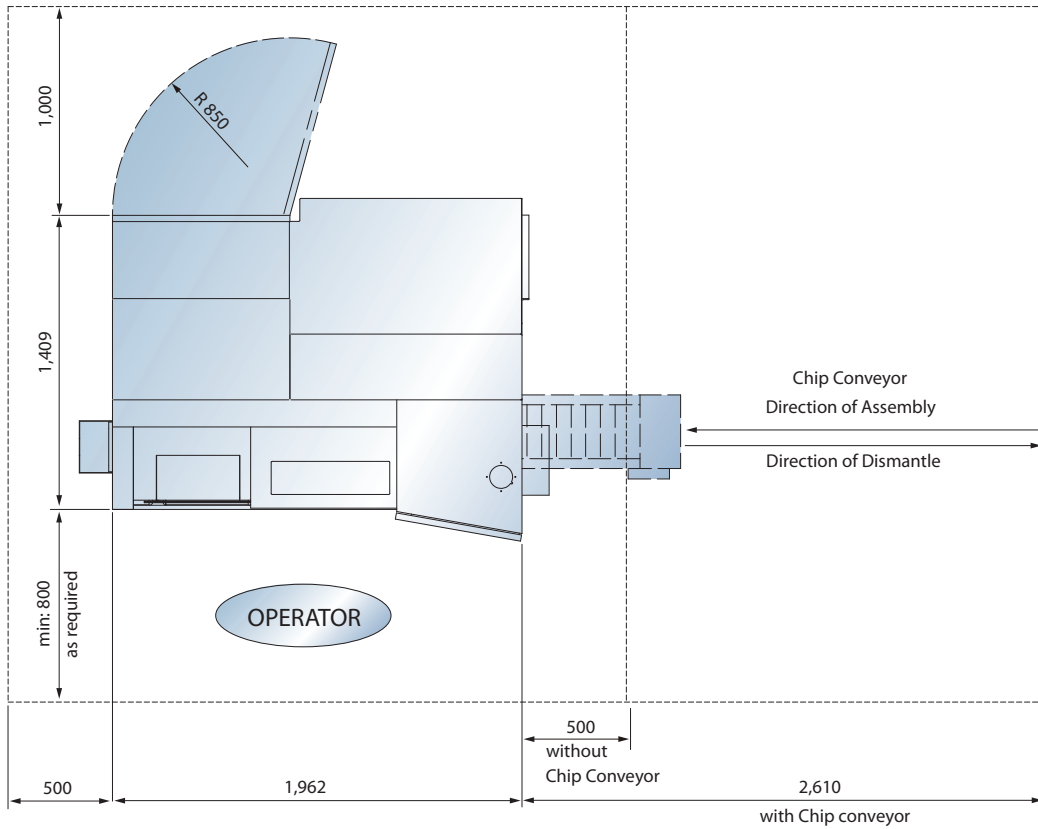 1,000
R 850
1,409
Chip Conveyor
Direction of Assembly
Direction of Dismantle
min: 800
as required
OPERATOR
500
without
Chip Conveyor
500
1,962
2,610
with Chip conveyor